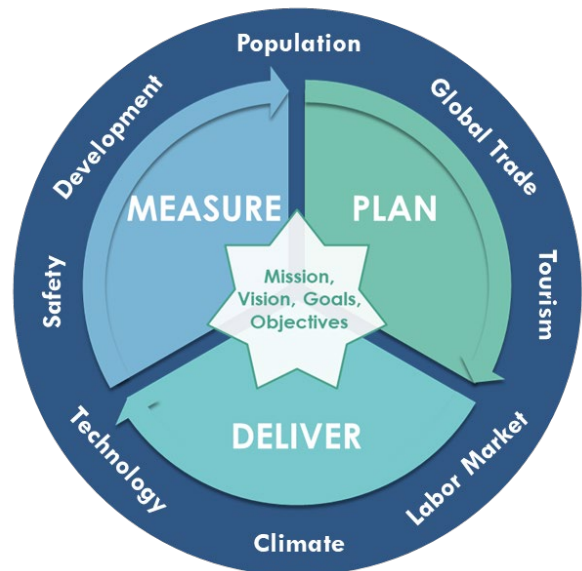 Population
Global Trade
Tourism
Labor Market
Climate
Technology
Safety
Development
MEASURE
PLAN
DELIVER
Mission,
Vision, Goals,
Objectives